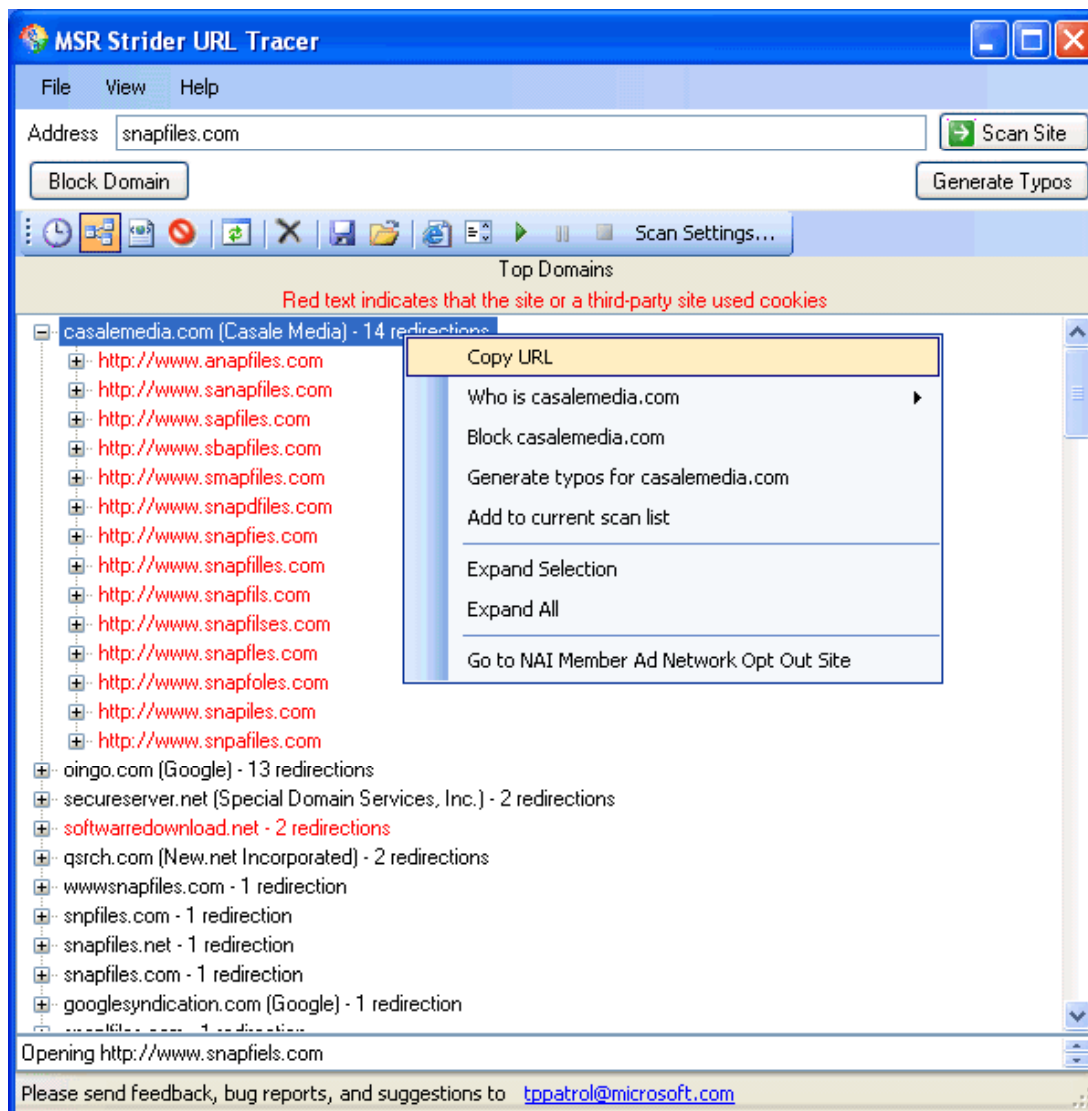 MSR Strider URL Tracer
File View Help
Address snapfiles.com Scan Site
Block Domain Generate Typos
Scan Settings...
Top Domains
Red text indicates that the site or a third-party site used cookies
casalemedia.com (Casale Media) - 14 redirections
http://www.anapfiles.com
http://www.sanapfiles.com
http://www.sapfiles.com
http://www.sbapfiles.com
http://www.smapfiles.com
http://www.snapdfiles.com
http://www.snapfies.com
http://www.snapfilles.com
http://www.snapfils.com
http://www.snapfilses.com
http://www.snapfles.com
http://www.snapfoles.com
http://www.snapiles.com
http://www.snpafiles.com
Copy URL
Who is casalemedia.com
Block casalemedia.com
Generate typos for casalemedia.com
Add to current scan list
Expand Selection
Expand All
Go to NAI Member Ad Network Opt Out Site
oingo.com (Google) - 13 redirections
secureserver.net (Special Domain Services, Inc.) - 2 redirections
softwarredownload.net - 2 redirections
qsrch.com (New.net Incorporated) - 2 redirections
wwwsnapfiles.com - 1 redirection
snpfiles.com - 1 redirection
snapfiles.net - 1 redirection
snapfiles.com - 1 redirection
googlesyndication.com (Google) - 1 redirection
Opening http://www.snapfiels.com
Please send feedback, bug reports, and suggestions to tppatrol@microsoft.com